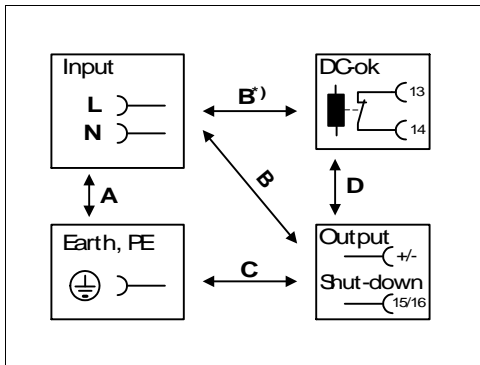 Input
L
N
B*)
DC-ok
13
14
A
B
D
Earth, PE
C
Output
+/-
Shut-down
15/16